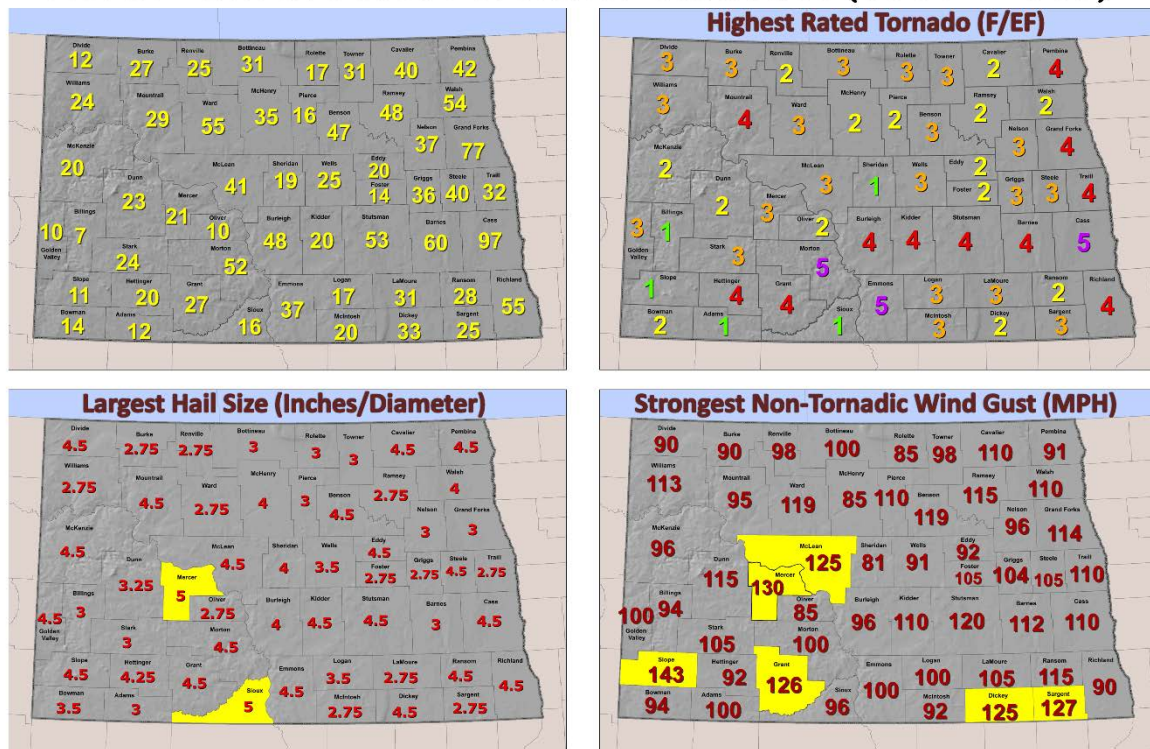 Highest Rated Tornado (F/EF)
Divide 12
Burke 27
Renville 25
Bottineau 31
Rolette 17
Towner 31
Cavalier 40
Pembina 42
Williams 24
Mountrail 29
Ward 55
McHenry 35
Pierce 16
Benson 47
Ramsey 48
Walsh 54
Nelson 37
Grand Forks 77
McKenzie 20
Dunn 23
Mercer 21
McLean 41
Sheridan 19
Wells 25
Eddy 20
Foster 14
Griggs 36
Steele 40
Traill 32
Golden Valley 10
Billings 7
Stark 24
Oliver 10
Morton 52
Burleigh 48
Kidder 20
Stutsman 53
Barnes 60
Cass 97
Slope 11
Hettinger 20
Grant 27
Emmons 37
Logan 17
LaMoure 31
Ransom 28
Richland 55
Bowman 14
Adams 12
Sioux 16
McIntosh 20
Dickey 33
Sargent 25
Divide 3
Burke 3
Renville 2
Bottineau 3
Rolette 3
Towner 3
Cavalier 2
Pembina 4
Williams 3
Mountrail 4
Ward 3
McHenry 2
Pierce 2
Benson 3
Ramsey 2
Walsh 2
Nelson 3
Grand Forks 4
McKenzie 2
Dunn 2
Mercer 3
McLean 3
Sheridan 1
Wells 3
Eddy 2
Foster 2
Griggs 3
Steele 3
Traill 4
Golden Valley 3
Billings 1
Stark 3
Oliver 2
Morton 5
Burleigh 4
Kidder 4
Stutsman 4
Barnes 4
Cass 5
Slope 1
Hettinger 4
Grant 4
Emmons 5
Logan 3
LaMoure 3
Ransom 2
Richland 4
Bowman 2
Adams 1
Sioux 1
McIntosh 3
Dickey 2
Sargent 3
Largest Hail Size (Inches/Diameter)
Divide 4.5
Burke 2.75
Renville 2.75
Bottineau 3
Rolette 3
Towner 3
Cavalier 4.5
Pembina 4.5
Williams 2.75
Mountrail 4.5
Ward 2.75
McHenry 4
Pierce 3
Benson 4.5
Ramsey 2.75
Walsh 4
Nelson 3
Grand Forks 3
McKenzie 4.5
Dunn 3.25
Mercer 5
McLean 4.5
Sheridan 4
Wells 3.5
Eddy 4.5
Foster 2.75
Griggs 2.75
Steele 4.5
Traill 2.75
Golden Valley 4.5
Billings 3
Stark 3
Oliver 2.75
Morton 4.5
Burleigh 4
Kidder 4.5
Stutsman 4.5
Barnes 3
Cass 4.5
Slope 4.5
Hettinger 4.25
Grant 4.5
Emmons 4.5
Logan 3.5
LaMoure 2.75
Ransom 4.5
Richland 4.5
Bowman 3.5
Adams 3
Sioux 5
McIntosh 2.75
Dickey 4.5
Sargent 2.75
Strongest Non-Tornadic Wind Gust (MPH)
Divide 90
Burke 90
Renville 98
Bottineau 100
Rolette 85
Towner 98
Cavalier 110
Pembina 91
Williams 113
Mountrail 95
Ward 119
McHenry 85
Pierce 110
Benson 119
Ramsey 115
Walsh 110
Nelson 96
Grand Forks 114
McKenzie 96
Dunn 115
Mercer 130
McLean 125
Sheridan 81
Wells 91
Eddy 92
Foster 105
Griggs 104
Steele 105
Traill 110
Golden Valley 100
Billings 94
Stark 105
Oliver 85
Morton 100
Burleigh 96
Kidder 110
Stutsman 120
Barnes 112
Cass 110
Slope 143
Hettinger 92
Grant 126
Emmons 100
Logan 100
LaMoure 105
Ransom 115
Richland 90
Bowman 94
Adams 100
Sioux 96
McIntosh 92
Dickey 125
Sargent 127